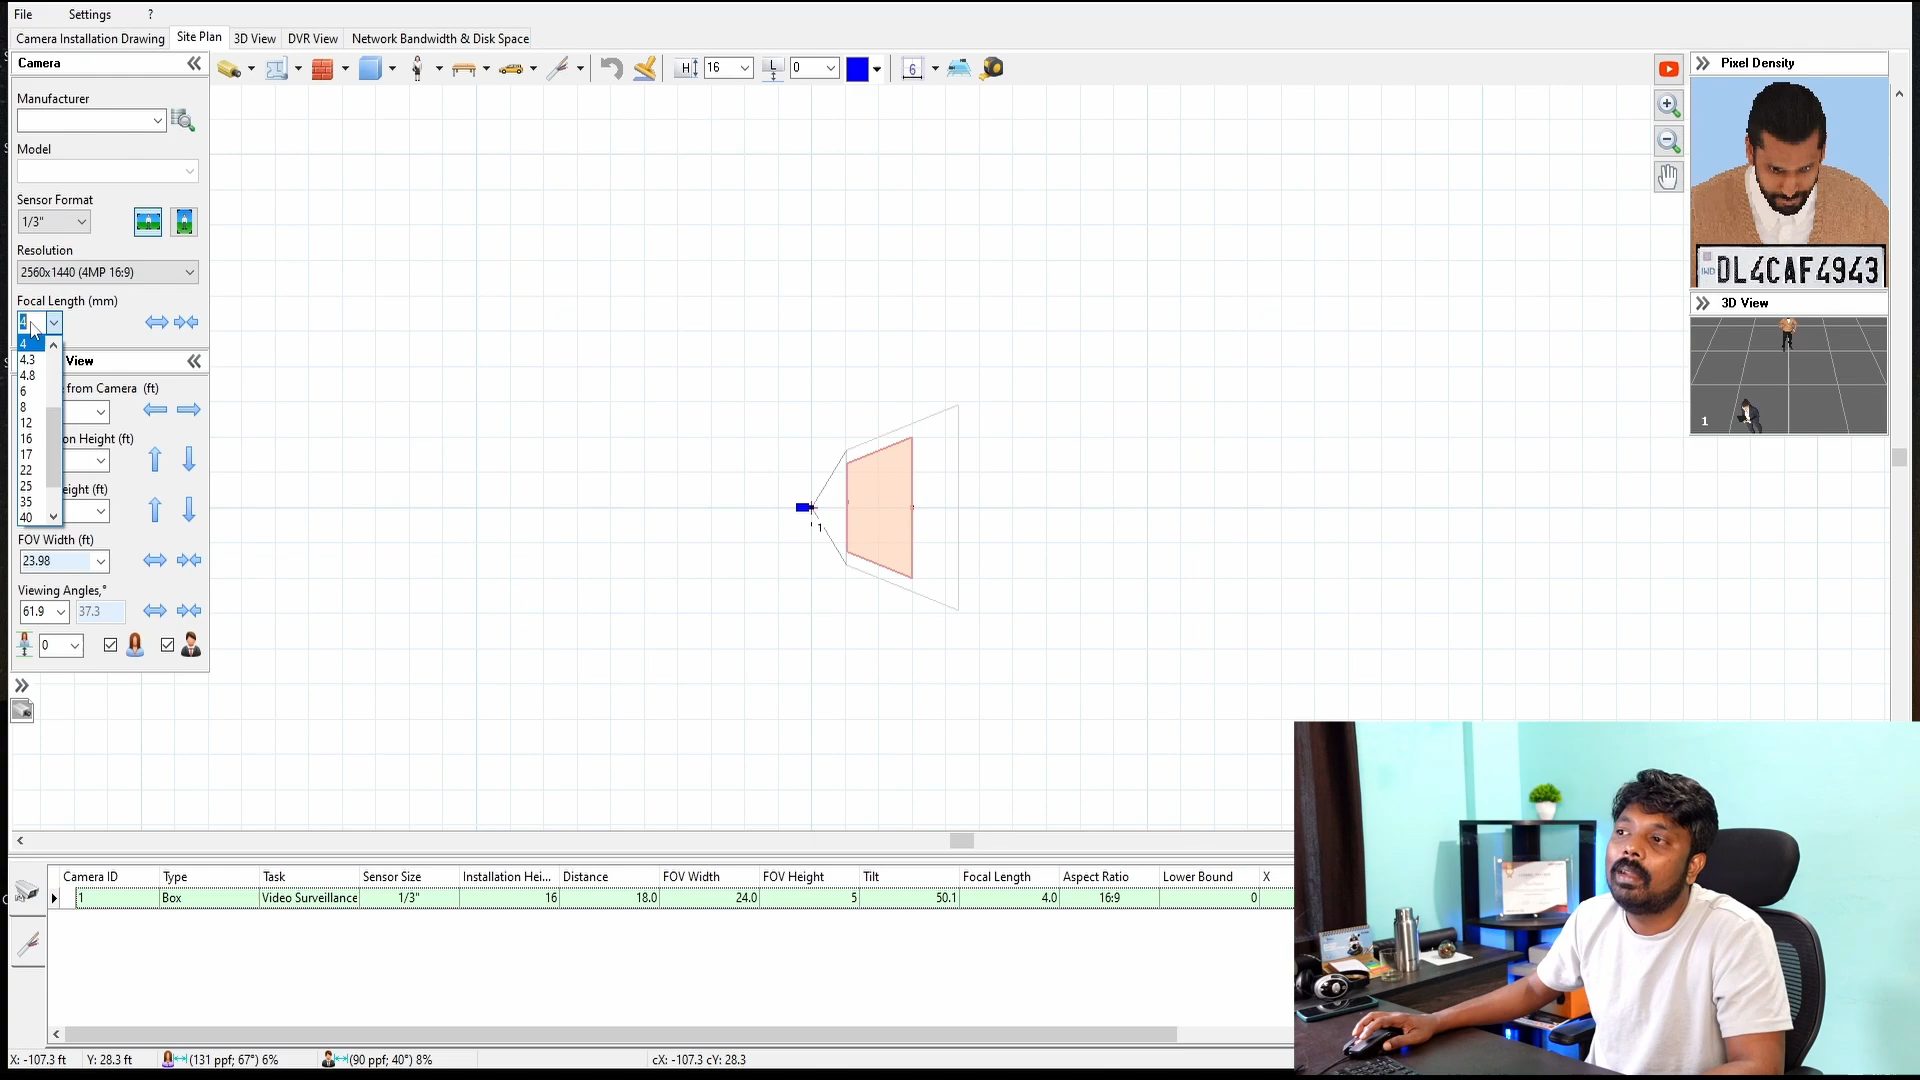 File Settings ?
Camera Installation Drawing Site Plan 3D View DVR View Network Bandwidth & Disk Space
Camera
H 16 L 0 6
Pixel Density
Manufacturer
Model
Sensor Format
1/3"
Resolution
2560x1440 (4MP 16:9)
Focal Length (mm)
4
4
4.3
4.8
6
8
12
16
17
22
25
35
40
View
from Camera (ft)
on Height (ft)
eight (ft)
FOV Width (ft)
23.98
Viewing Angles,°
61.9 37.3
0
IND DL4CAF4943
3D View
1
1
Camera ID Type Task Sensor Size Installation Hei... Distance FOV Width FOV Height Tilt Focal Length Aspect Ratio Lower Bound X
1 Box Video Surveillance 1/3" 16 18.0 24.0 5 50.1 4.0 16:9 0
X: -107.3 ft Y: 28.3 ft (131 ppf; 67°) 6% (90 ppf; 40°) 8% cX: -107.3 cY: 28.3